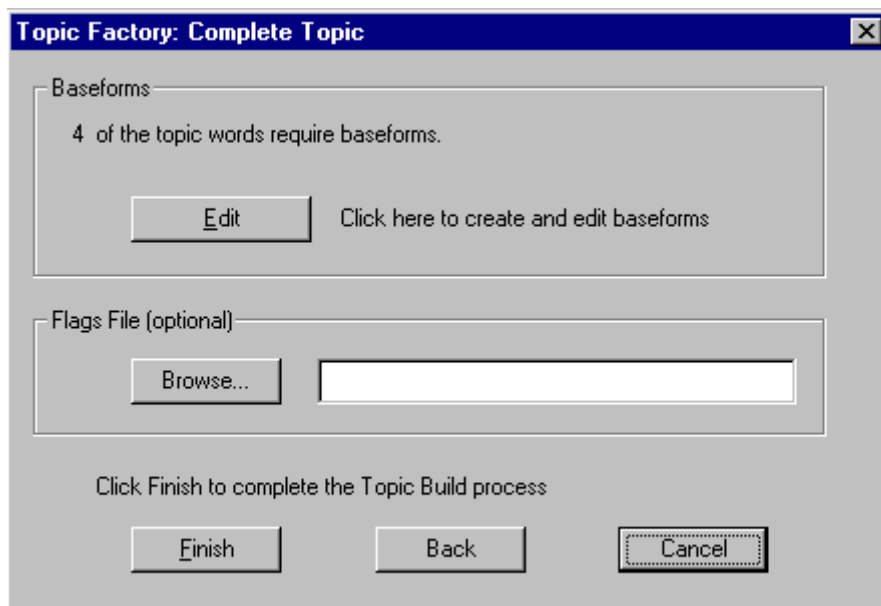 Topic Factory: Complete Topic
Baseforms
4 of the topic words require baseforms.
Edit
Click here to create and edit baseforms
Flags File (optional)
Browse...
Click Finish to complete the Topic Build process
Finish
Back
Cancel